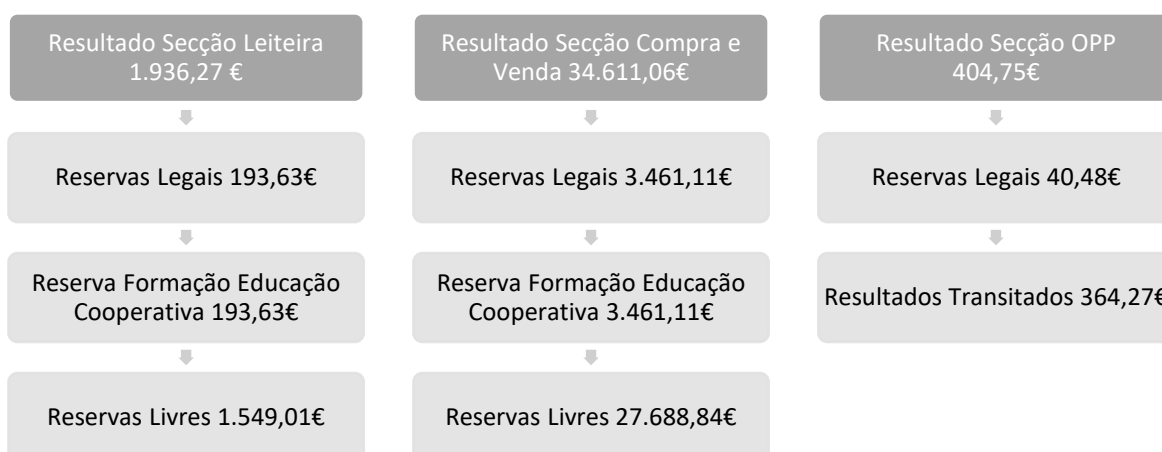 Resultado Secção Leiteira
1.936,27 €
Reservas Legais 193,63€
Reserva Formação Educação
Cooperativa 193,63€
Reservas Livres 1.549,01€
Resultado Secção Compra e
Venda 34.611,06€
Reservas Legais 3.461,11€
Reserva Formação Educação
Cooperativa 3.461,11€
Reservas Livres 27.688,84€
Resultado Secção OPP
404,75€
Reservas Legais 40,48€
Resultados Transitados 364,27€